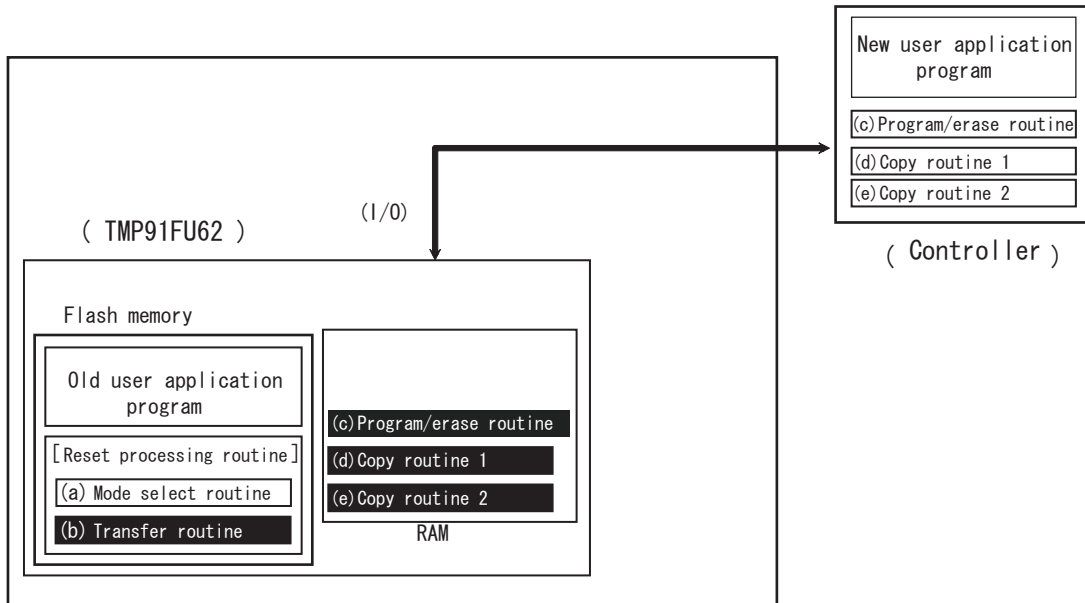 New user application
program
(c)Program/erase routine
(d)Copy routine 1
(e)Copy routine 2
( Controller )
(I/O)
( TMP91FU62 )
Flash memory
Old user application
program
[Reset processing routine]
(a) Mode select routine
(b) Transfer routine
(c)Program/erase routine
(d)Copy routine 1
(e)Copy routine 2
RAM